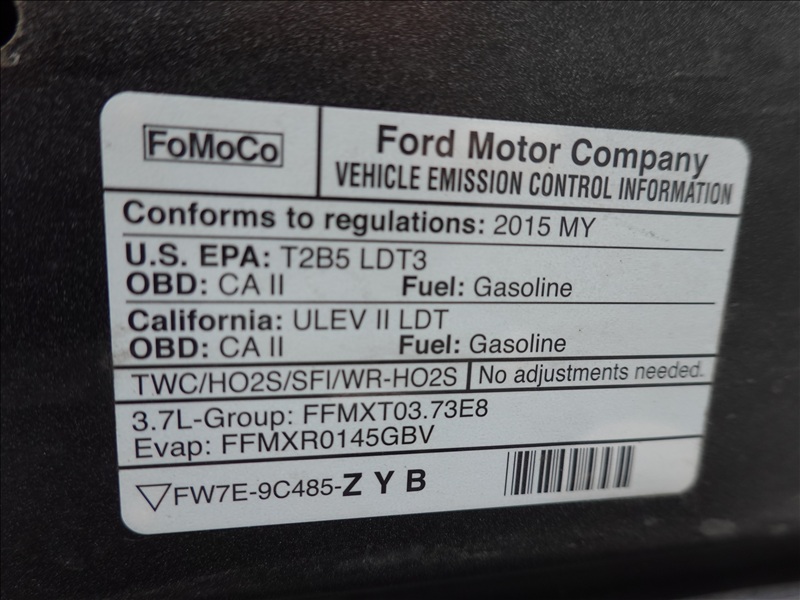 FoMoCo
Ford Motor Company
VEHICLE EMISSION CONTROL INFORMATION
Conforms to regulations: 2015 MY
U.S. EPA: T2B5 LDT3
OBD: CA II Fuel: Gasoline
California: ULEV II LDT
OBD: CA II Fuel: Gasoline
TWC/HO2S/SFI/WR-HO2S No adjustments needed.
3.7L-Group: FFMXT03.73E8
Evap: FFMXR0145GBV
FW7E-9C485-Z Y B